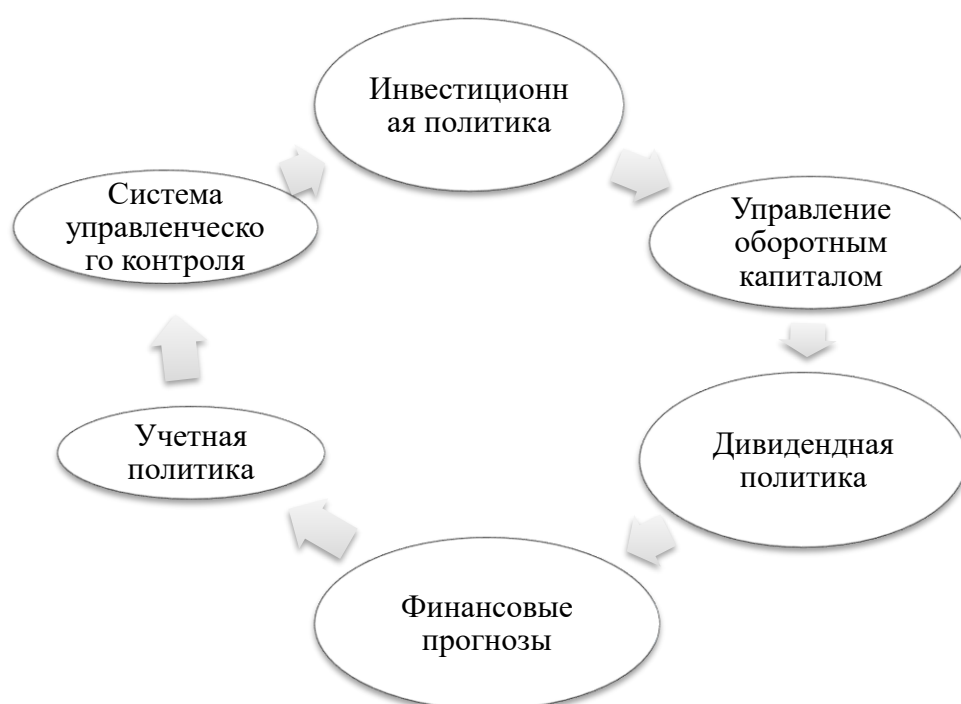 Инвестиционн
ая политика
Система
управленческо
го контроля
Управление
оборотным
капиталом
Учетная
политика
Дивидендная
политика
Финансовые
прогнозы